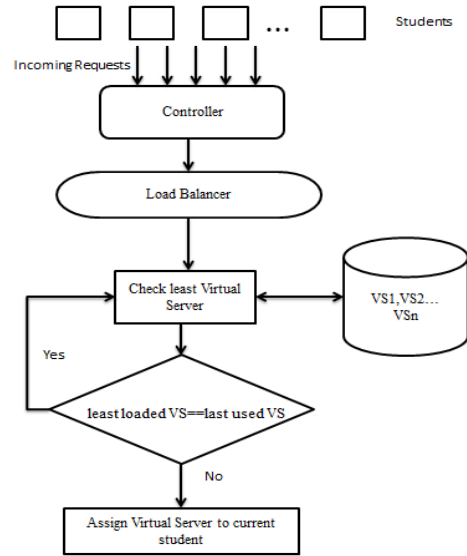 Students
...
Incoming Requests
Controller
Load Balancer
Check least Virtual
Server
VS1,VS2...
VSn
Yes
least loaded VS==last used VS
No
Assign Virtual Server to current
student